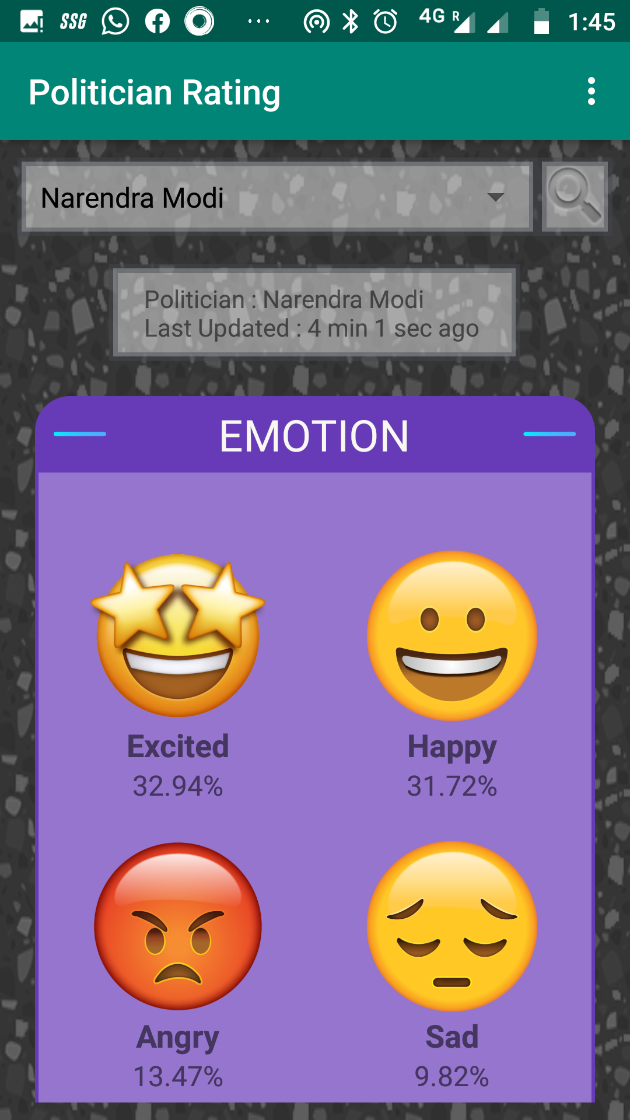 SSG 4G R 1:45
Politician Rating
Narendra Modi
Politician : Narendra Modi
Last Updated : 4 min 1 sec ago
EMOTION
Excited Happy
32.94% 31.72%
Angry Sad
13.47% 9.82%